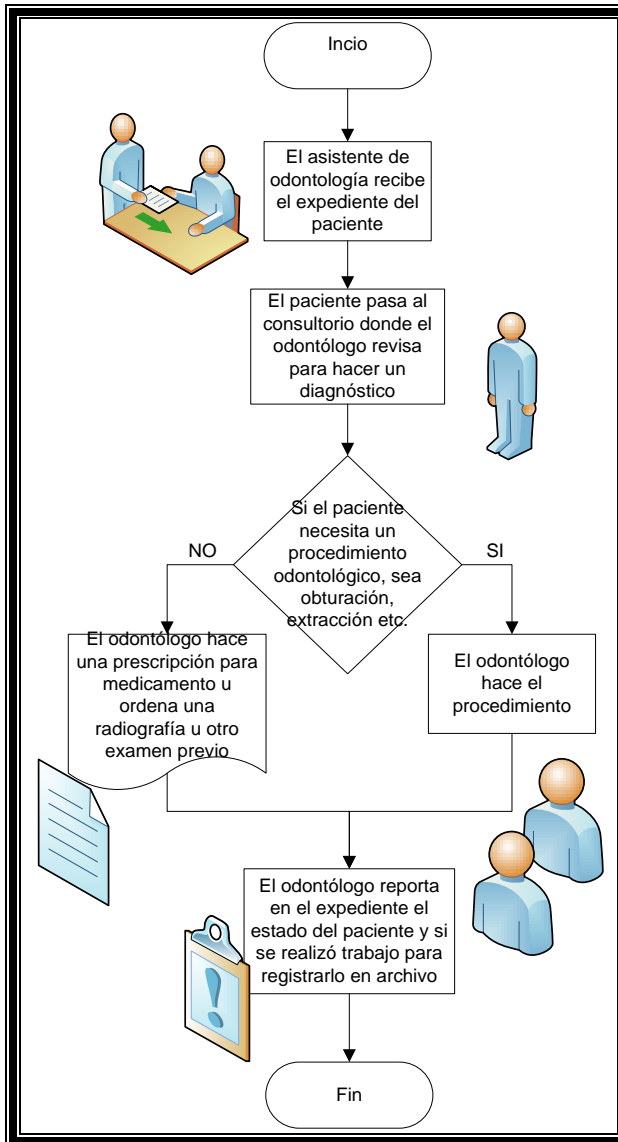 Incio
El asistente de
odontología recibe
el expediente del
paciente
El paciente pasa al
consultorio donde el
odontólogo revisa
para hacer un
diagnóstico
Si el paciente
necesita un
procedimiento
odontológico, sea
obturación,
extracción etc.
NO
SI
El odontólogo hace
una prescripción para
medicamento u
ordena una
radiografía u otro
examen previo
El odontólogo
hace el
procedimiento
El odontólogo reporta
en el expediente el
estado del paciente y si
se realizó trabajo para
registrarlo en archivo
Fin